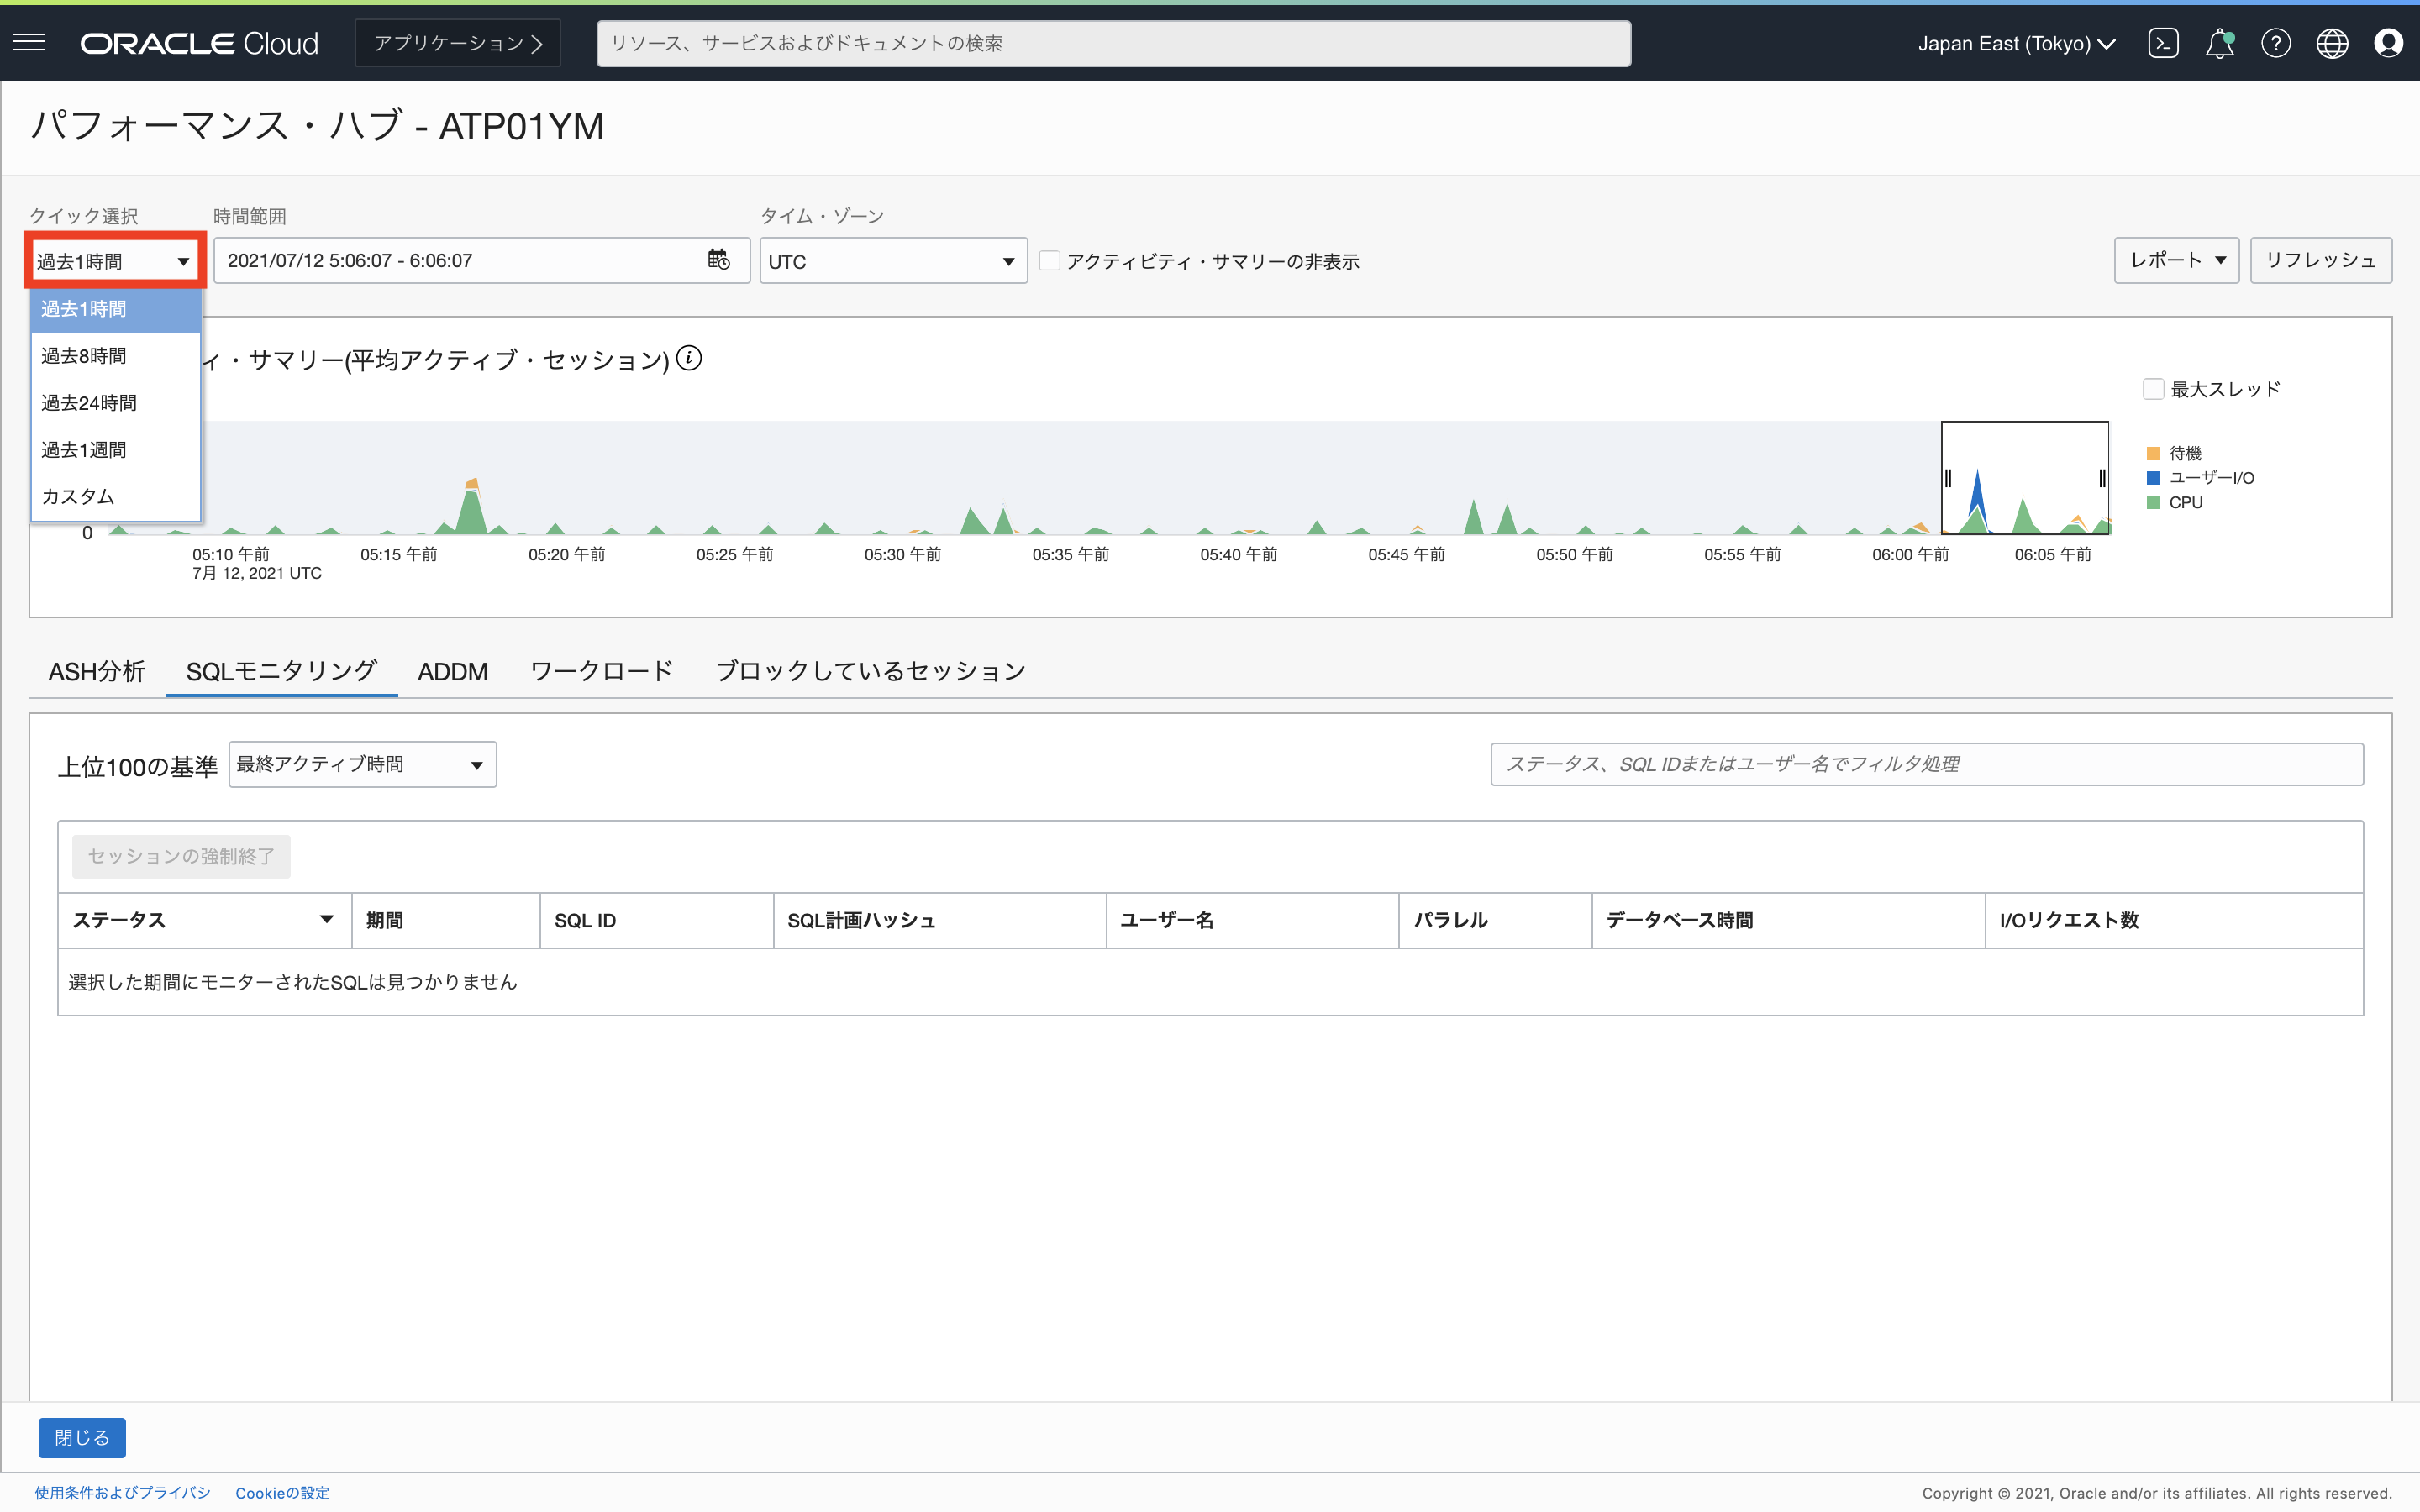 ORACLE Cloud
アプリケーション
リソース、サービスおよびドキュメントの検索
Japan East (Tokyo)
パフォーマンス・ハブ - ATP01YM
クイック選択
時間範囲
タイム・ゾーン
過去1時間
2021/07/12 5:06:07 - 6:06:07
UTC
アクティビティ・サマリーの非表示
レポート
リフレッシュ
過去1時間
過去8時間
過去24時間
過去1週間
カスタム
ィ・サマリー(平均アクティブ・セッション)
最大スレッド
待機
ユーザーI/O
CPU
0
05:10 午前
7月 12, 2021 UTC
05:15 午前
05:20 午前
05:25 午前
05:30 午前
05:35 午前
05:40 午前
05:45 午前
05:50 午前
05:55 午前
06:00 午前
06:05 午前
ASH分析
SQLモニタリング
ADDM
ワークロード
ブロックしているセッション
上位100の基準
最終アクティブ時間
ステータス、SQL IDまたはユーザー名でフィルタ処理
セッションの強制終了
ステータス
期間
SQL ID
SQL計画ハッシュ
ユーザー名
パラレル
データベース時間
I/Oリクエスト数
選択した期間にモニターされたSQLは見つかりません
閉じる
使用条件およびプライバシ
Cookieの設定
Copyright © 2021, Oracle and/or its affiliates. All rights reserved.